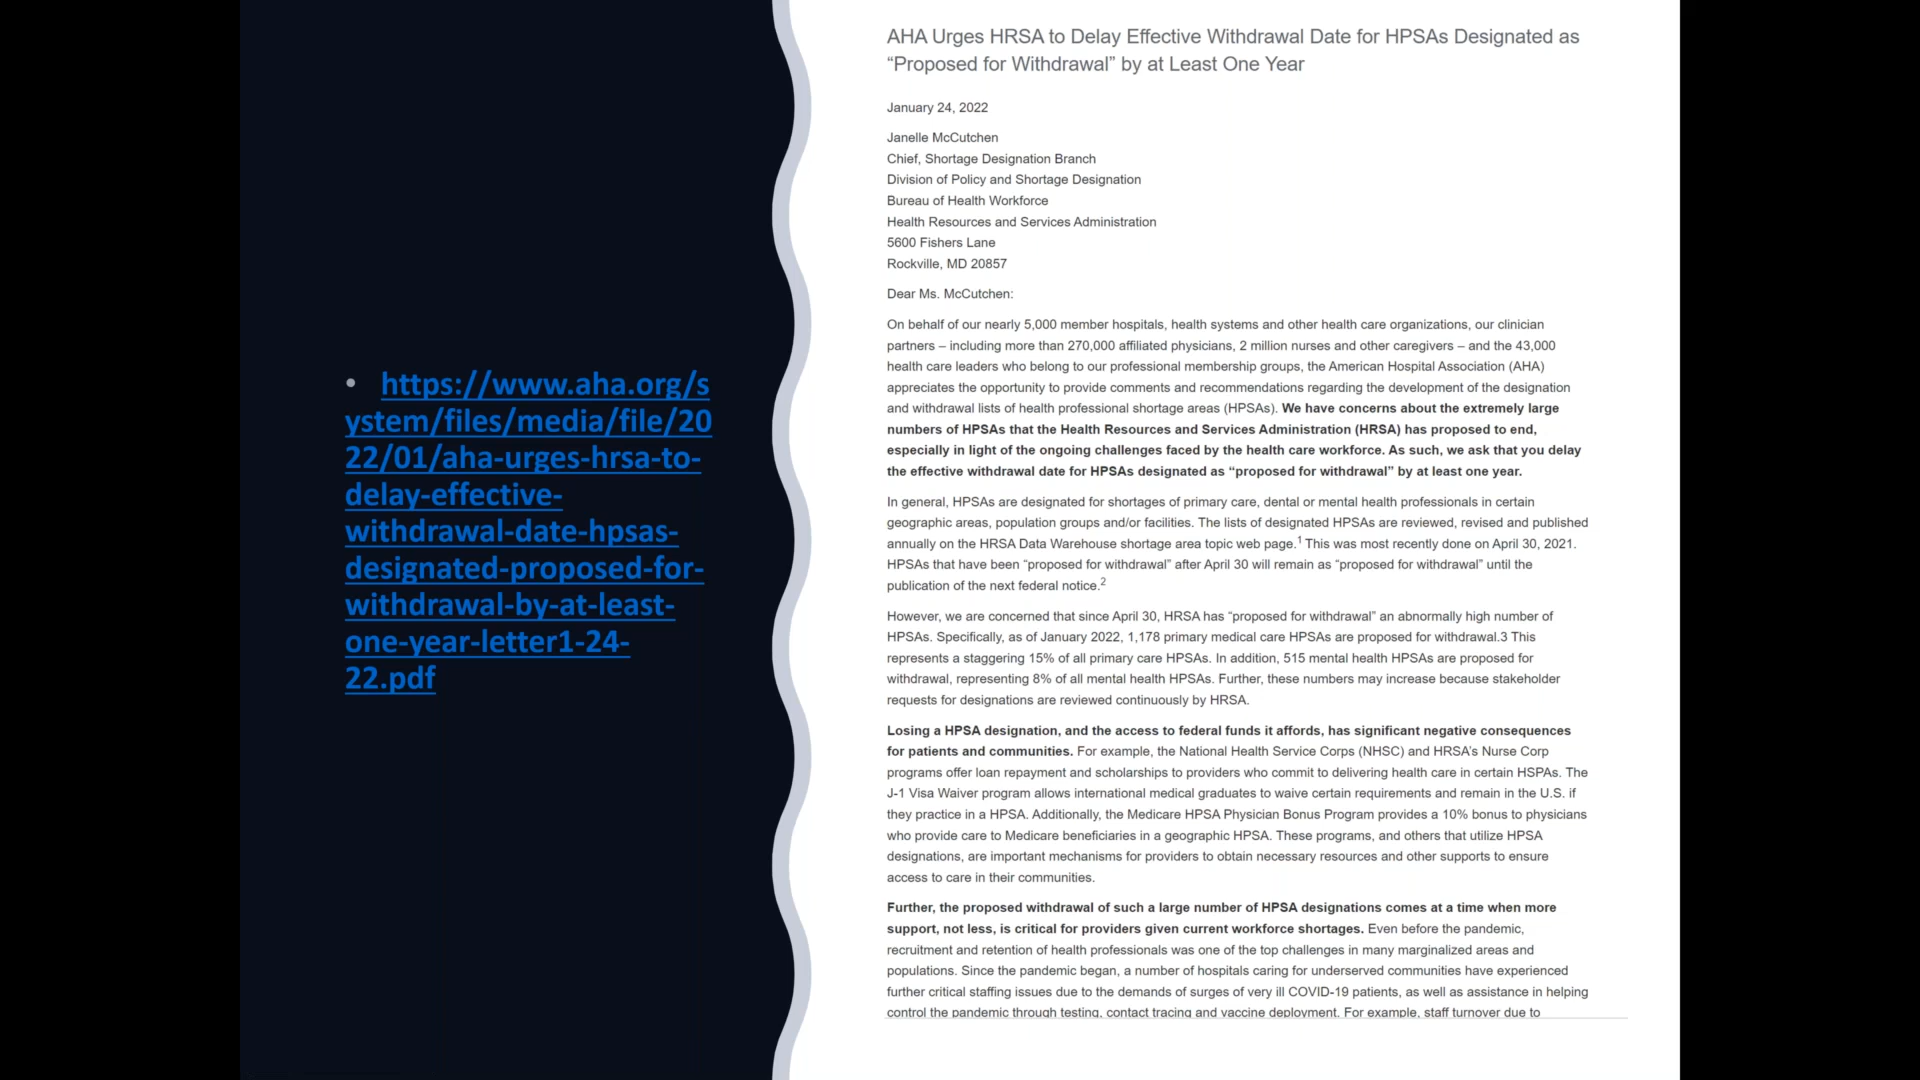 • https://www.aha.org/s
ystem/files/media/file/20
22/01/aha-urges-hrsa-to-
delay-effective-
withdrawal-date-hpsas-
designated-proposed-for-
withdrawal-by-at-least-
one-year-letter1-24-
22.pdf
AHA Urges HRSA to Delay Effective Withdrawal Date for HPSAs Designated as
“Proposed for Withdrawal” by at Least One Year
January 24, 2022
Janelle McCutchen
Chief, Shortage Designation Branch
Division of Policy and Shortage Designation
Bureau of Health Workforce
Health Resources and Services Administration
5600 Fishers Lane
Rockville, MD 20857
Dear Ms. McCutchen:
On behalf of our nearly 5,000 member hospitals, health systems and other health care organizations, our clinician
partners – including more than 270,000 affiliated physicians, 2 million nurses and other caregivers – and the 43,000
health care leaders who belong to our professional membership groups, the American Hospital Association (AHA)
appreciates the opportunity to provide comments and recommendations regarding the development of the designation
and withdrawal lists of health professional shortage areas (HPSAs). We have concerns about the extremely large
numbers of HPSAs that the Health Resources and Services Administration (HRSA) has proposed to end,
especially in light of the ongoing challenges faced by the health care workforce. As such, we ask that you delay
the effective withdrawal date for HPSAs designated as “proposed for withdrawal” by at least one year.
In general, HPSAs are designated for shortages of primary care, dental or mental health professionals in certain
geographic areas, population groups and/or facilities. The lists of designated HPSAs are reviewed, revised and published
annually on the HRSA Data Warehouse shortage area topic web page.1 This was most recently done on April 30, 2021.
HPSAs that have been “proposed for withdrawal” after April 30 will remain as “proposed for withdrawal” until the
publication of the next federal notice.2
However, we are concerned that since April 30, HRSA has “proposed for withdrawal” an abnormally high number of
HPSAs. Specifically, as of January 2022, 1,178 primary medical care HPSAs are proposed for withdrawal.3 This
represents a staggering 15% of all primary care HPSAs. In addition, 515 mental health HPSAs are proposed for
withdrawal, representing 8% of all mental health HPSAs. Further, these numbers may increase because stakeholder
requests for designations are reviewed continuously by HRSA.
Losing a HPSA designation, and the access to federal funds it affords, has significant negative consequences
for patients and communities. For example, the National Health Service Corps (NHSC) and HRSA’s Nurse Corp
programs offer loan repayment and scholarships to providers who commit to delivering health care in certain HSPAs. The
J-1 Visa Waiver program allows international medical graduates to waive certain requirements and remain in the U.S. if
they practice in a HPSA. Additionally, the Medicare HPSA Physician Bonus Program provides a 10% bonus to physicians
who provide care to Medicare beneficiaries in a geographic HPSA. These programs, and others that utilize HPSA
designations, are important mechanisms for providers to obtain necessary resources and other supports to ensure
access to care in their communities.
Further, the proposed withdrawal of such a large number of HPSA designations comes at a time when more
support, not less, is critical for providers given current workforce shortages. Even before the pandemic,
recruitment and retention of health professionals was one of the top challenges in many marginalized areas and
populations. Since the pandemic began, a number of hospitals caring for underserved communities have experienced
further critical staffing issues due to the demands of surges of very ill COVID-19 patients, as well as assistance in helping
control the pandemic through testing, contact tracing and vaccine deployment. For example, staff turnover due to